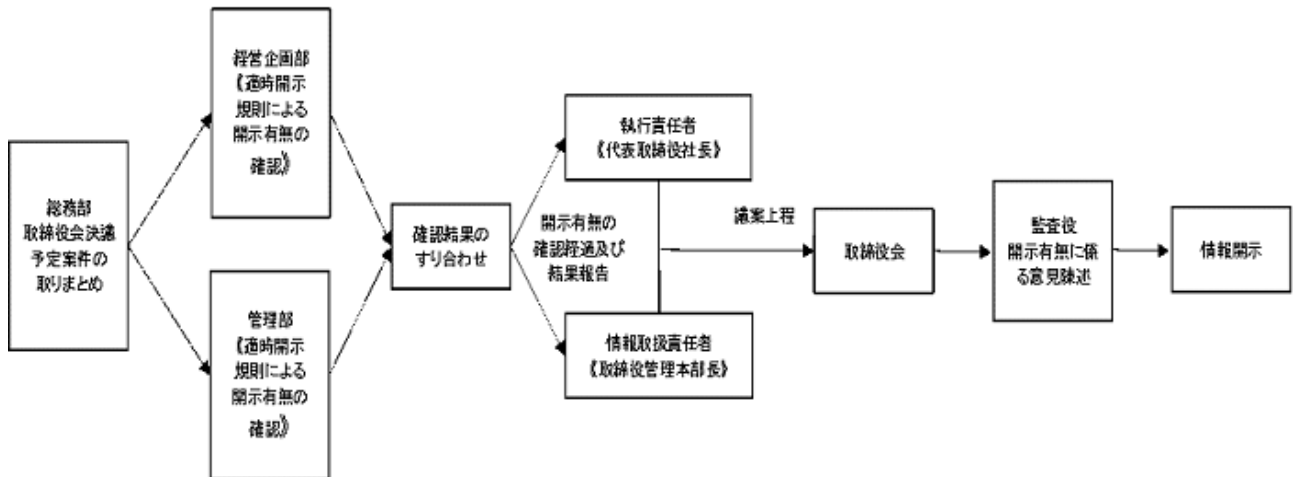 総務部
取締役会決議
予定案件の
取りまとめ
経営企画部
《適時開示
規則による
開示有無の
確認》
管理部
《適時開示
規則による
開示有無の
確認》
確認結果の
すり合わせ
開示有無の
確認経過及び
結果報告
執行責任者
《代表取締役社長》
情報取扱責任者
《取締役管理本部長》
議案上程
取締役会
監査役
開示有無に係
る意見陳述
情報開示